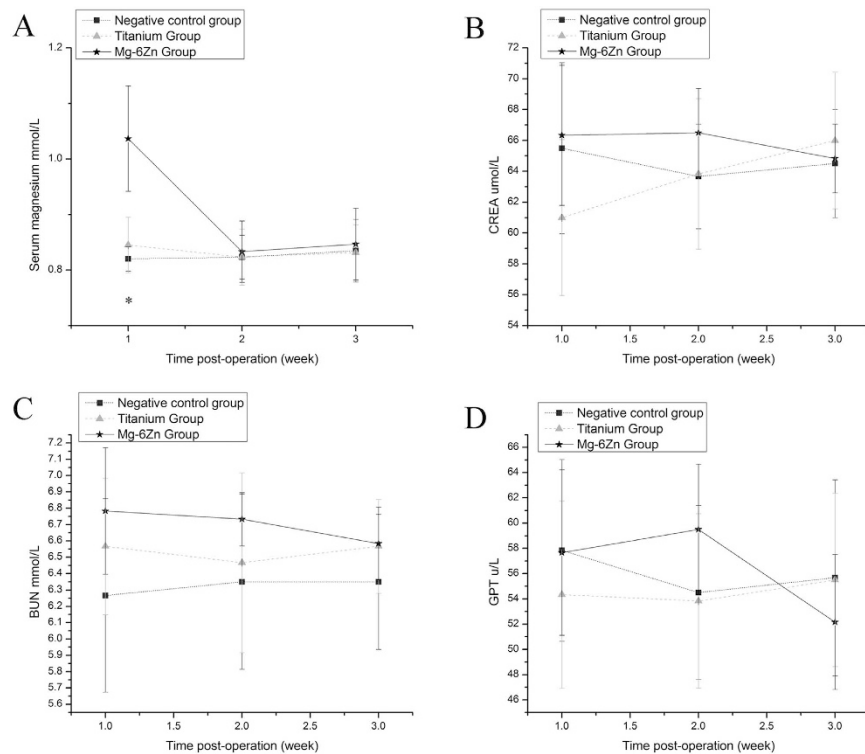 A
Negative control group
Titanium Group
Mg-6Zn Group
1.2
1.0
0.8
Serum magnesium mmol/L
*
1
2
3
Time post-operation (week)
B
Negative control group
Titanium Group
Mg-6Zn Group
72
70
68
66
64
62
60
58
56
54
CREA umol/L
1.0
1.5
2.0
2.5
3.0
Time post-operation (week)
C
Negative control group
Titanium Group
Mg-6Zn Group
7.2
7.1
7.0
6.9
6.8
6.7
6.6
6.5
6.4
6.3
6.2
6.1
6.0
5.9
5.8
5.7
5.6
BUN mmol/L
1.0
1.5
2.0
2.5
3.0
Time post-operation (week)
D
Negative control group
Titanium Group
Mg-6Zn Group
66
64
62
60
58
56
54
52
50
48
46
GPT u/L
1.0
1.5
2.0
2.5
3.0
Time post-operation (week)